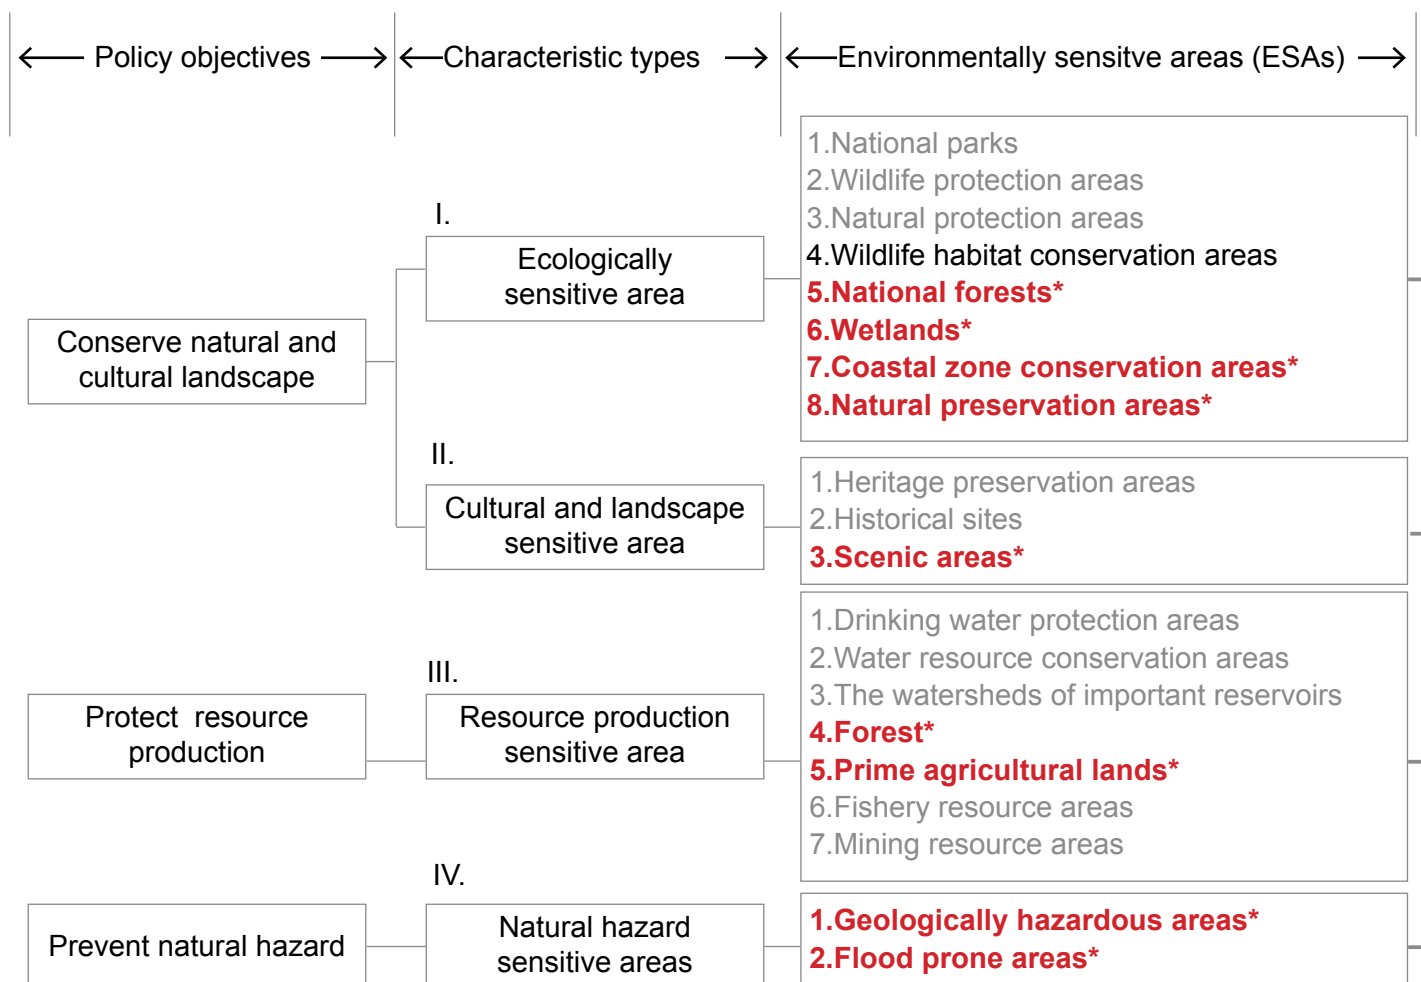 Policy objectives
Characteristic types
Environmentally sensitve areas (ESAs)
Conserve natural and
cultural landscape
I.
Ecologically
sensitive area
1.National parks
2.Wildlife protection areas
3.Natural protection areas
4.Wildlife habitat conservation areas
5.National forests*
6.Wetlands*
7.Coastal zone conservation areas*
8.Natural preservation areas*
II.
Cultural and landscape
sensitive area
1.Heritage preservation areas
2.Historical sites
3.Scenic areas*
Protect resource
production
III.
Resource production
sensitive area
1.Drinking water protection areas
2.Water resource conservation areas
3.The watersheds of important reservoirs
4.Forest*
5.Prime agricultural lands*
6.Fishery resource areas
7.Mining resource areas
Prevent natural hazard
IV.
Natural hazard
sensitive areas
1.Geologically hazardous areas*
2.Flood prone areas*